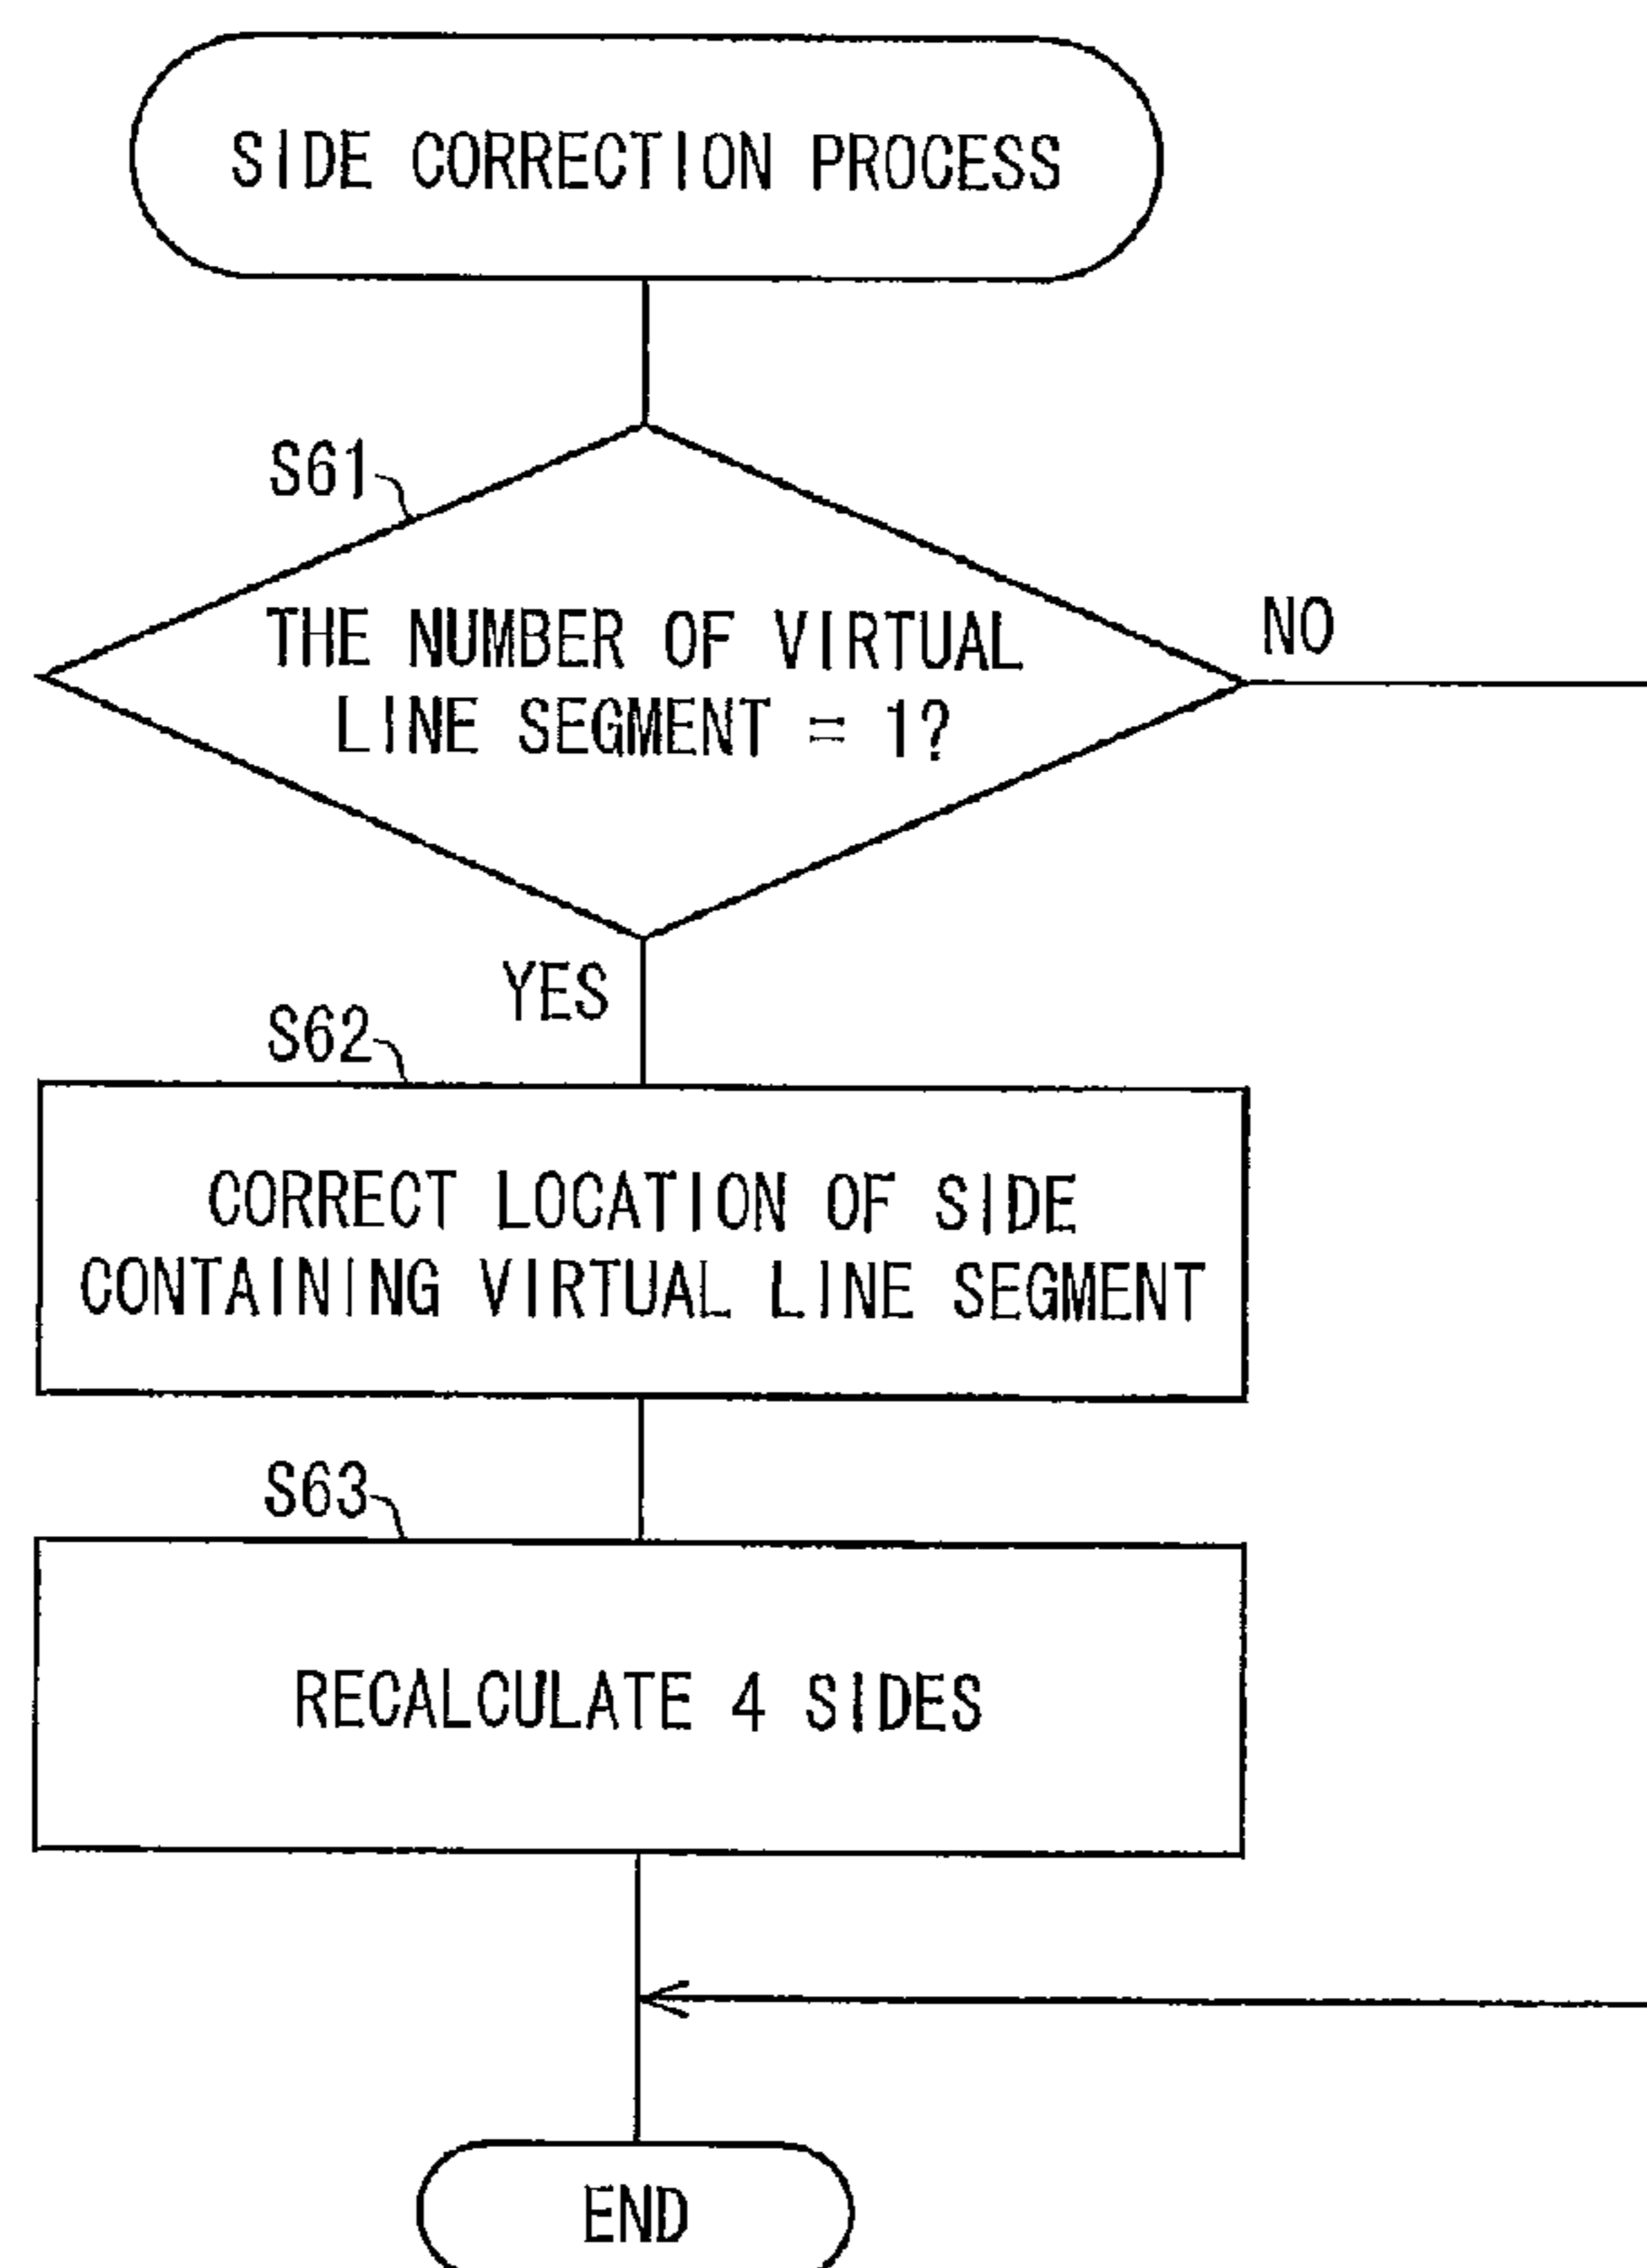 SIDE CORRECTION PROCESS
S61
THE NUMBER OF VIRTUAL
LINE SEGMENT = 1?
NO
YES
S62
CORRECT LOCATION OF SIDE
CONTAINING VIRTUAL LINE SEGMENT
S63
RECALCULATE 4 SIDES
END